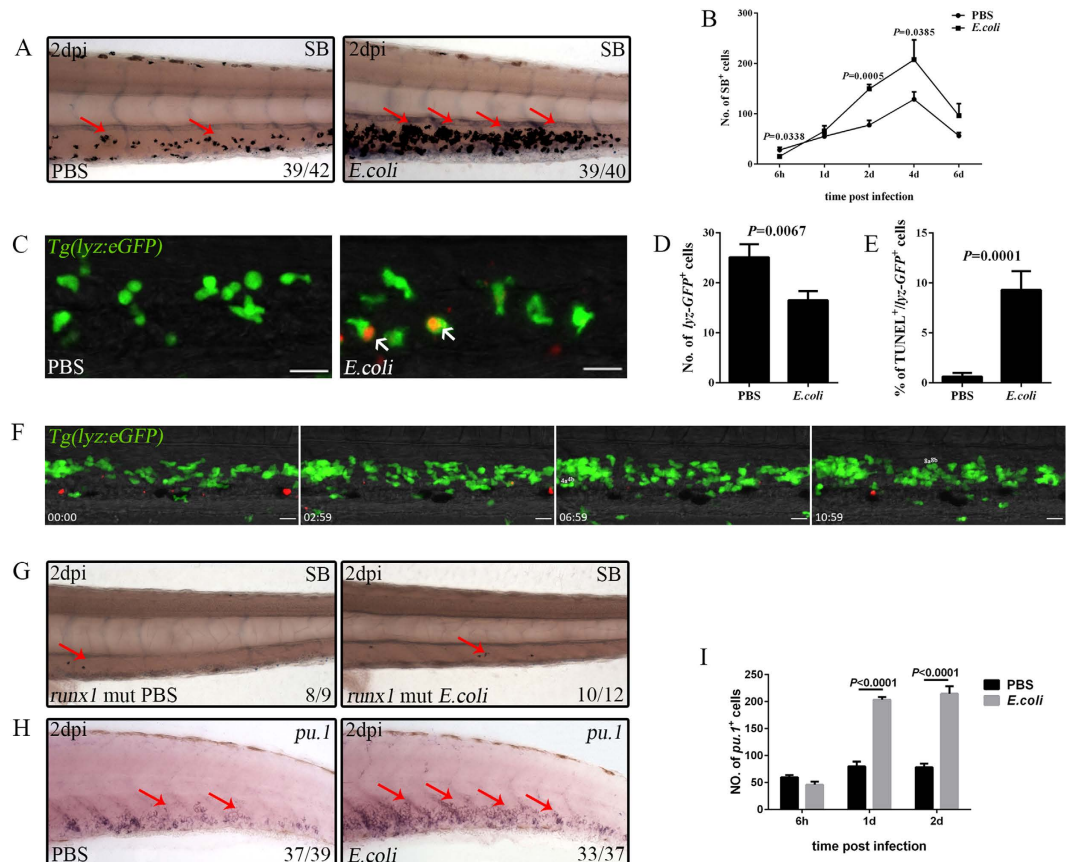 A
2dpi SB
PBS 39/42
2dpi SB
E.coli 39/40
B
PBS
E.coli
No. of SB+ cells
300
200
100
0
P=0.0338
P=0.0005
P=0.0385
6h 1d 2d 4d 6d
time post infection
C
Tg(lyz:eGFP)
PBS
E.coli
D
P=0.0067
No. of lyz-GFP+ cells
30
20
10
0
PBS E.coli
E
P=0.0001
% of TUNEL+/lyz-GFP+ cells
15
10
5
0
PBS E.coli
F
Tg(lyz:eGFP)
00:00
02:59
06:59
10:59
G
2dpi SB
runx1 mut PBS 8/9
2dpi SB
runx1 mut E.coli 10/12
H
2dpi pu.1
PBS 37/39
2dpi pu.1
E.coli 33/37
I
PBS
E.coli
NO. of pu.1+ cells
250
200
150
100
50
0
P<0.0001
P<0.0001
6h 1d 2d
time post infection